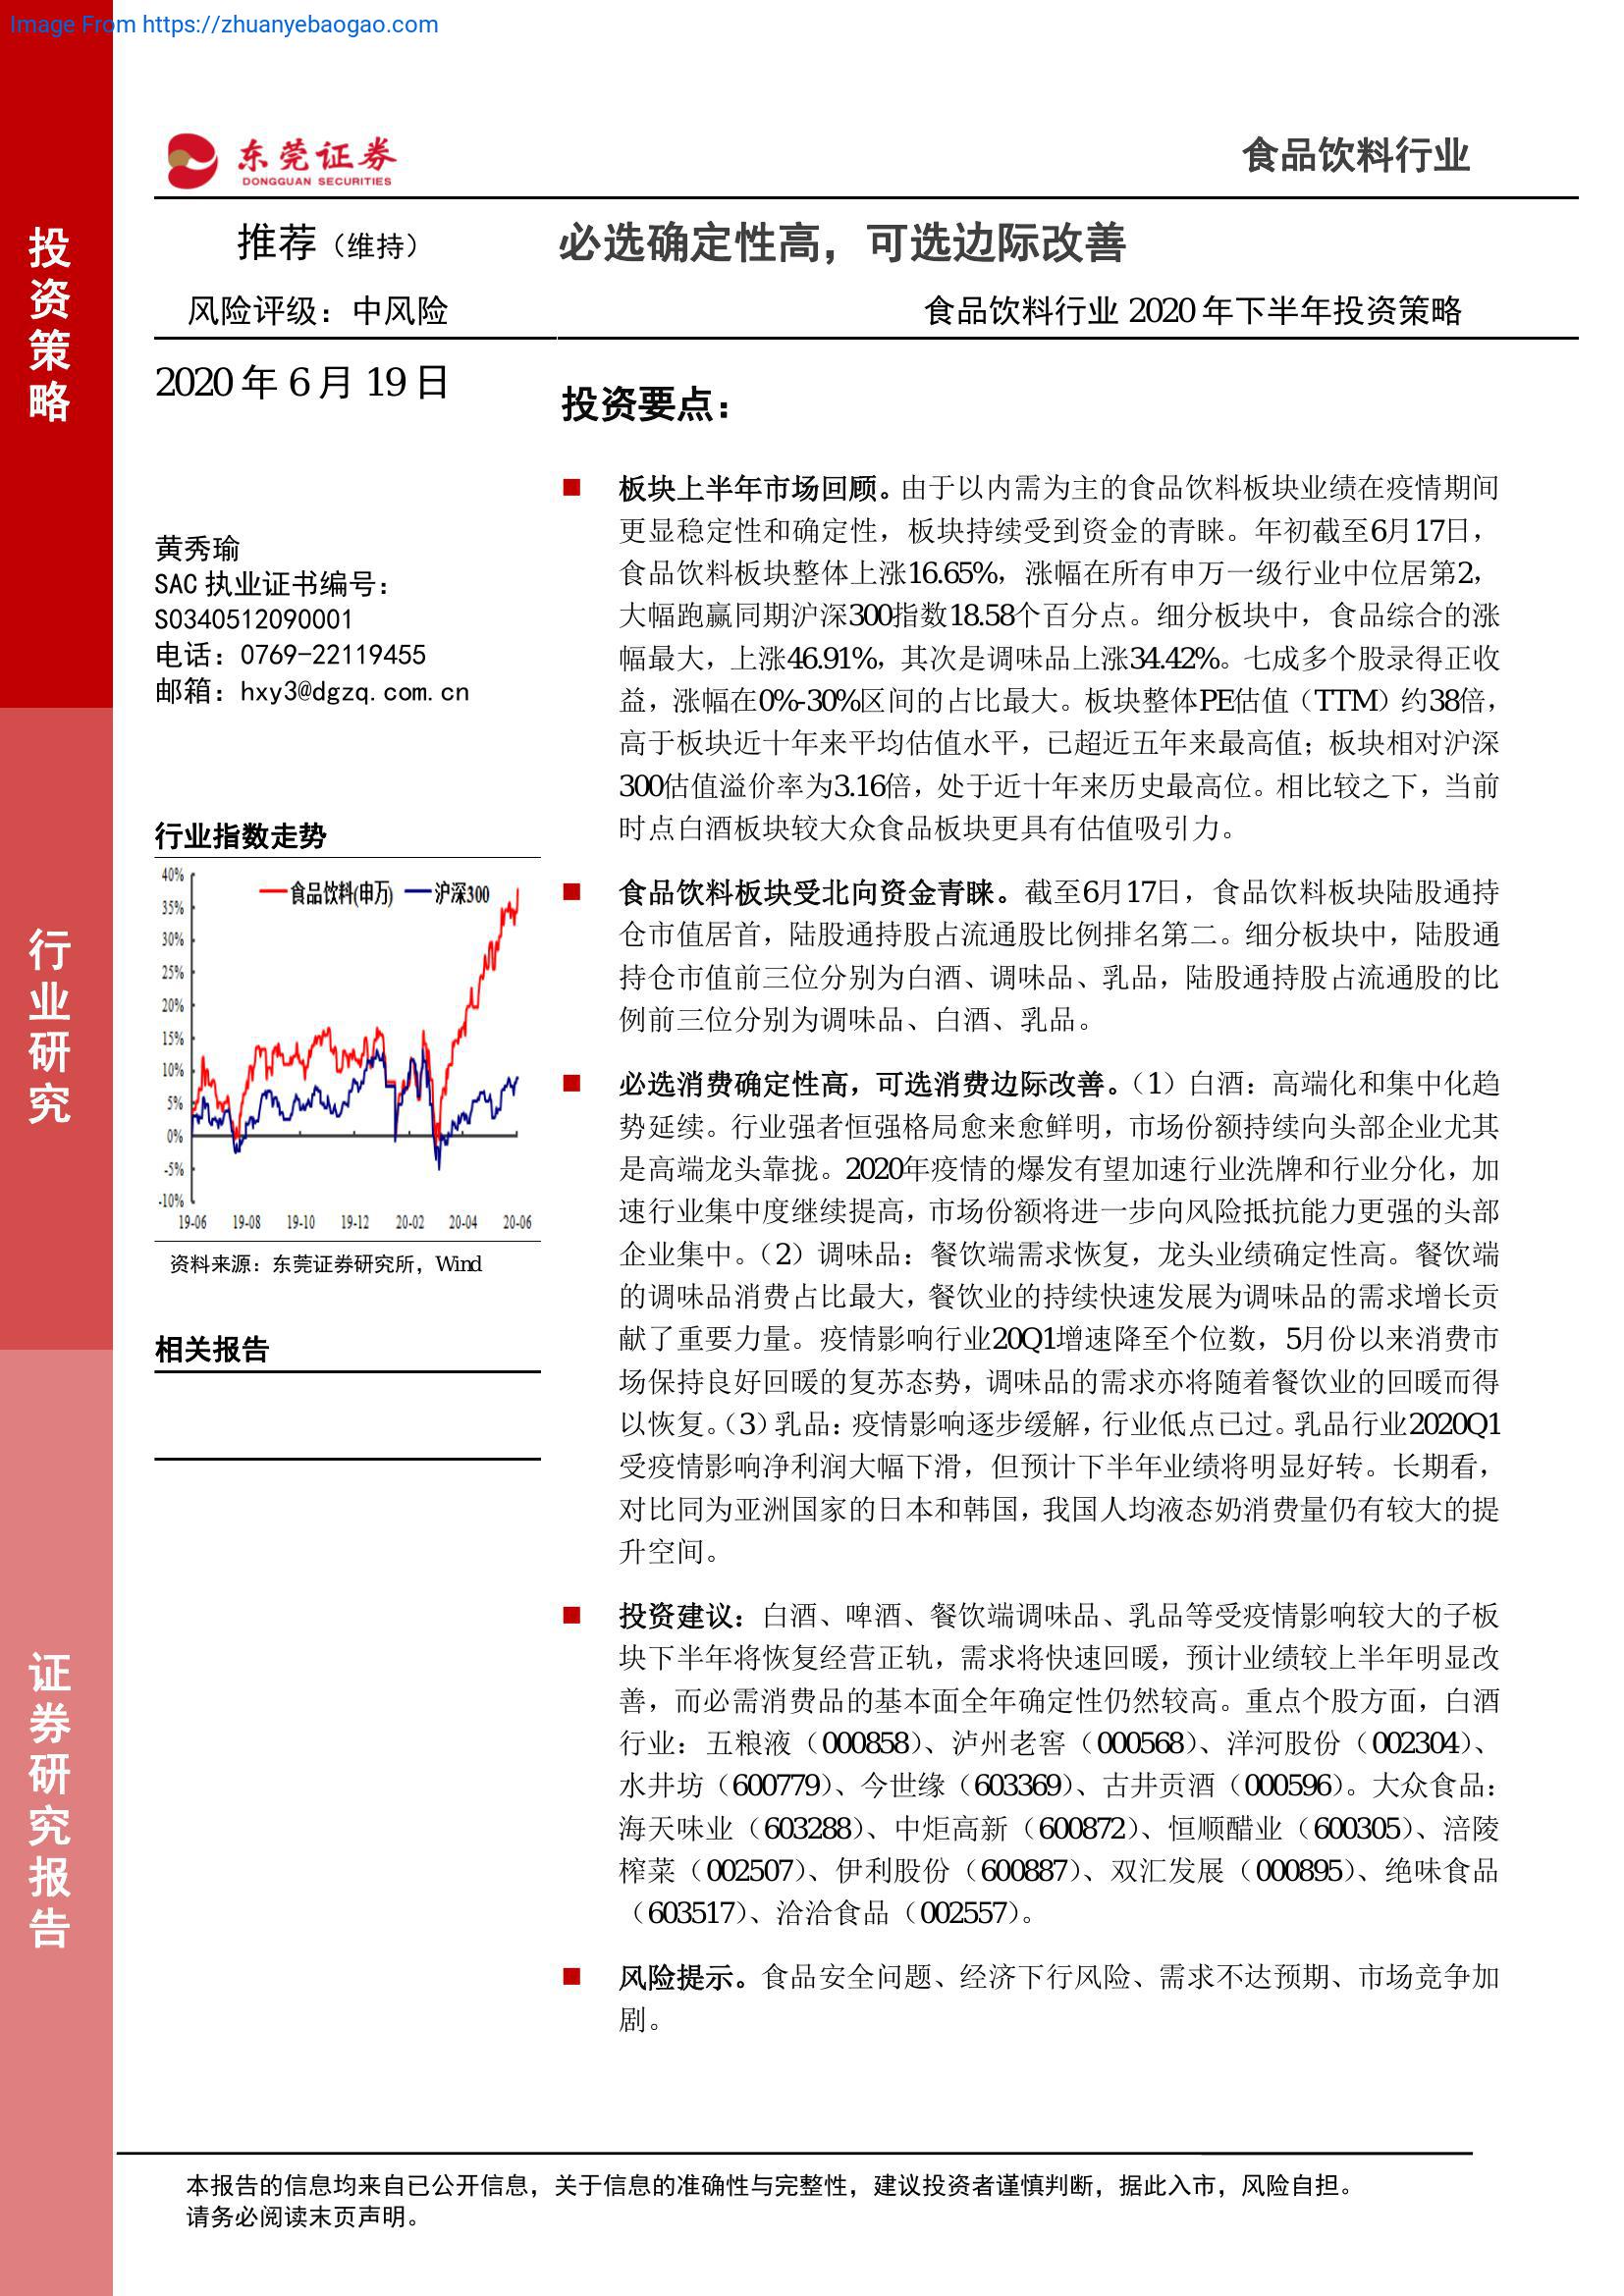 Image From https://zhuanyebaogao.com
东莞证券
DONGGUAN SECURITIES
食品饮料行业
投资策略
行业研究
证券研究报告
推荐（维持）
风险评级：中风险
2020 年 6 月 19 日
黄秀瑜
SAC 执业证书编号：
S0340512090001
电话：0769-22119455
邮箱：hxy3@dgzq.com.cn
行业指数走势
食品饮料(申万) 沪深300
40%
35%
30%
25%
20%
15%
10%
5%
0%
-5%
-10%
19-06 19-08 19-10 19-12 20-02 20-04 20-06
资料来源：东莞证券研究所，Wind
相关报告
必选确定性高，可选边际改善
食品饮料行业 2020 年下半年投资策略
投资要点：
板块上半年市场回顾。由于以内需为主的食品饮料板块业绩在疫情期间
更显稳定性和确定性，板块持续受到资金的青睐。年初截至6月17日，
食品饮料板块整体上涨16.65%，涨幅在所有申万一级行业中位居第2，
大幅跑赢同期沪深300指数18.58个百分点。细分板块中，食品综合的涨
幅最大，上涨46.91%，其次是调味品上涨34.42%。七成多个股录得正收
益，涨幅在0%-30%区间的占比最大。板块整体PE估值（TTM）约38倍，
高于板块近十年来平均估值水平，已超近五年来最高值；板块相对沪深
300估值溢价率为3.16倍，处于近十年来历史最高位。相比较之下，当前
时点白酒板块较大众食品板块更具有估值吸引力。
食品饮料板块受北向资金青睐。截至6月17日，食品饮料板块陆股通持
仓市值居首，陆股通持股占流通股比例排名第二。细分板块中，陆股通
持仓市值前三位分别为白酒、调味品、乳品，陆股通持股占流通股的比
例前三位分别为调味品、白酒、乳品。
必选消费确定性高，可选消费边际改善。（1）白酒：高端化和集中化趋
势延续。行业强者恒强格局愈来愈鲜明，市场份额持续向头部企业尤其
是高端龙头靠拢。2020年疫情的爆发有望加速行业洗牌和行业分化，加
速行业集中度继续提高，市场份额将进一步向风险抵抗能力更强的头部
企业集中。（2）调味品：餐饮端需求恢复，龙头业绩确定性高。餐饮端
的调味品消费占比最大，餐饮业的持续快速发展为调味品的需求增长贡
献了重要力量。疫情影响行业20Q1增速降至个位数，5月份以来消费市
场保持良好回暖的复苏态势，调味品的需求亦将随着餐饮业的回暖而得
以恢复。（3）乳品：疫情影响逐步缓解，行业低点已过。乳品行业2020Q1
受疫情影响净利润大幅下滑，但预计下半年业绩将明显好转。长期看，
对比同为亚洲国家的日本和韩国，我国人均液态奶消费量仍有较大的提
升空间。
投资建议：白酒、啤酒、餐饮端调味品、乳品等受疫情影响较大的子板
块下半年将恢复经营正轨，需求将快速回暖，预计业绩较上半年明显改
善，而必需消费品的基本面全年确定性仍然较高。重点个股方面，白酒
行业：五粮液（000858）、泸州老窖（000568）、洋河股份（002304）、
水井坊（600779）、今世缘（603369）、古井贡酒（000596）。大众食品：
海天味业（603288）、中炬高新（600872）、恒顺醋业（600305）、涪陵
榨菜（002507）、伊利股份（600887）、双汇发展（000895）、绝味食品
（603517）、洽洽食品（002557）。
风险提示。食品安全问题、经济下行风险、需求不达预期、市场竞争加
剧。
本报告的信息均来自已公开信息，关于信息的准确性与完整性，建议投资者谨慎判断，据此入市，风险自担。
请务必阅读末页声明。